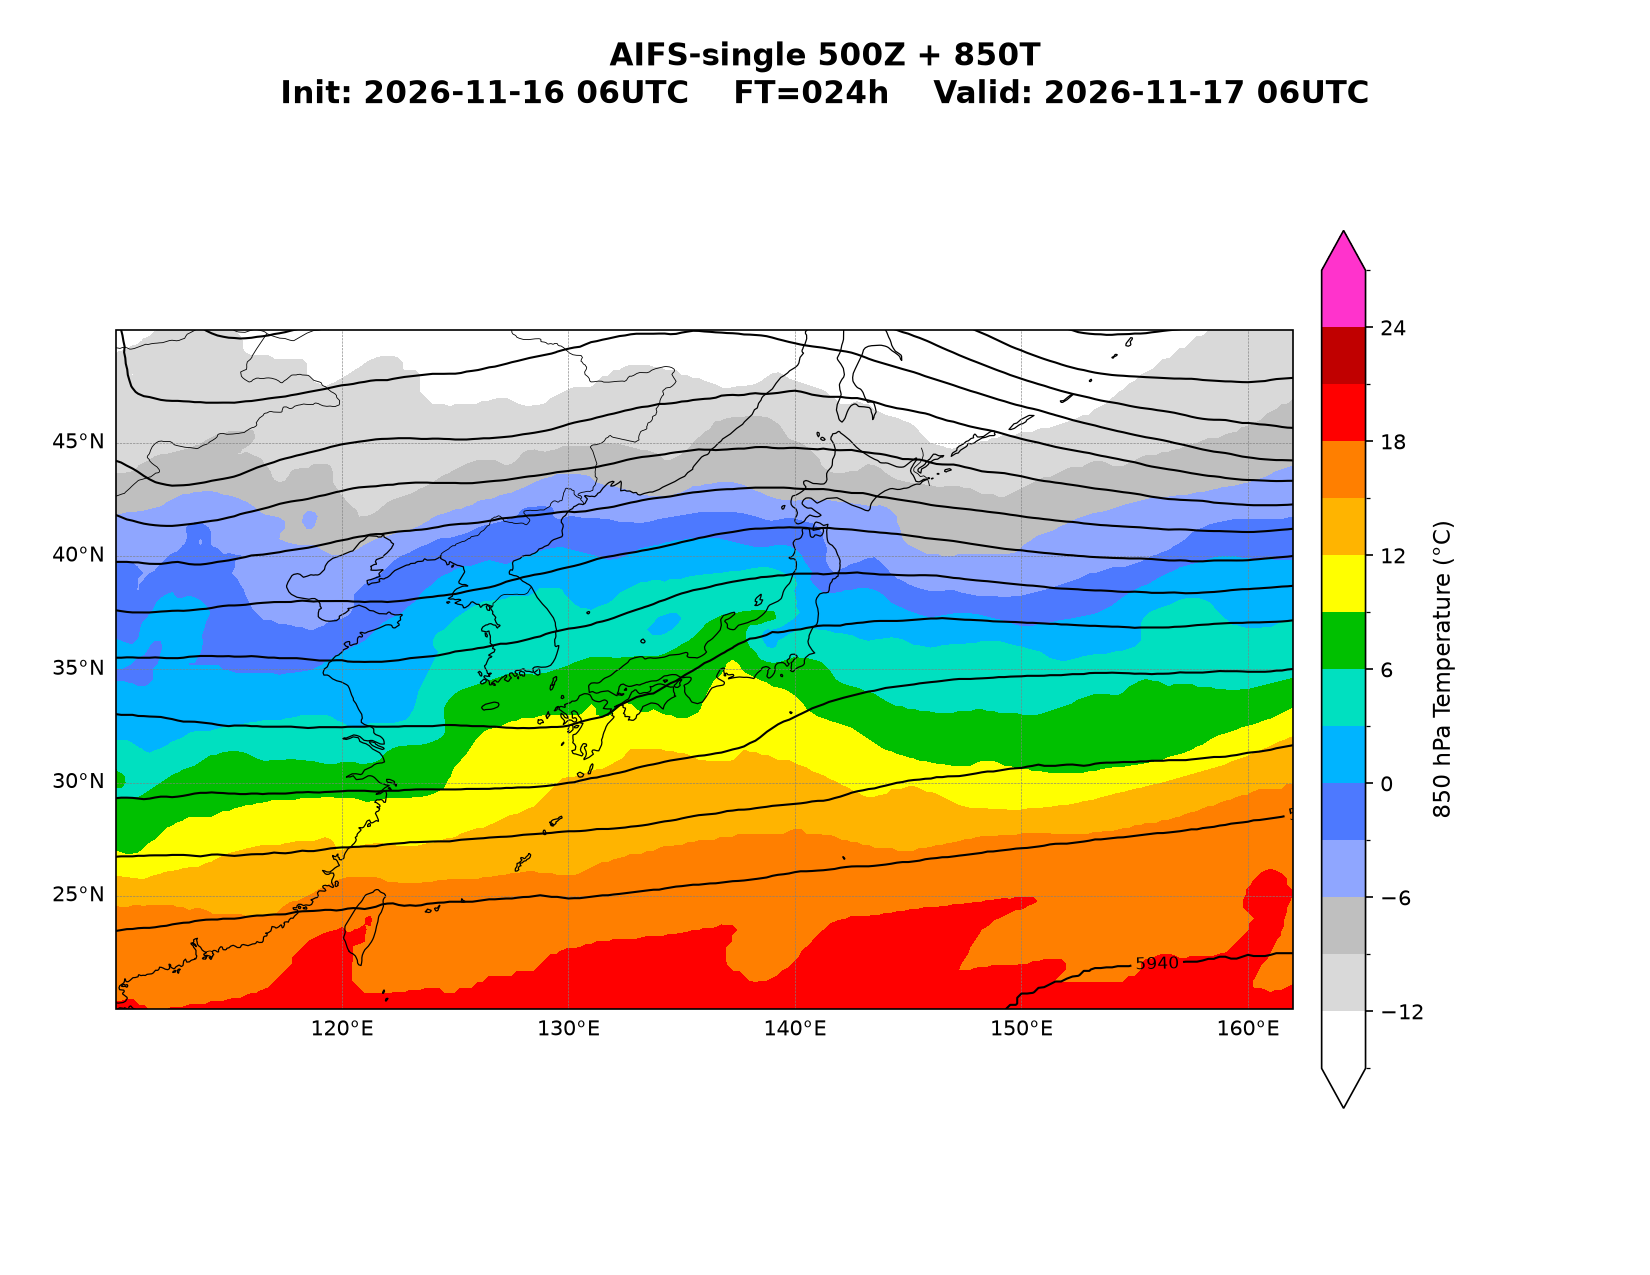 AIFS-single 500Z + 850T
Init: 2026-11-16 06UTC FT=024h Valid: 2026-11-17 06UTC
45°N
40°N
35°N
30°N
25°N
120°E
130°E
140°E
150°E
160°E
5940
24
18
12
6
0
−6
−12
850 hPa Temperature (°C)